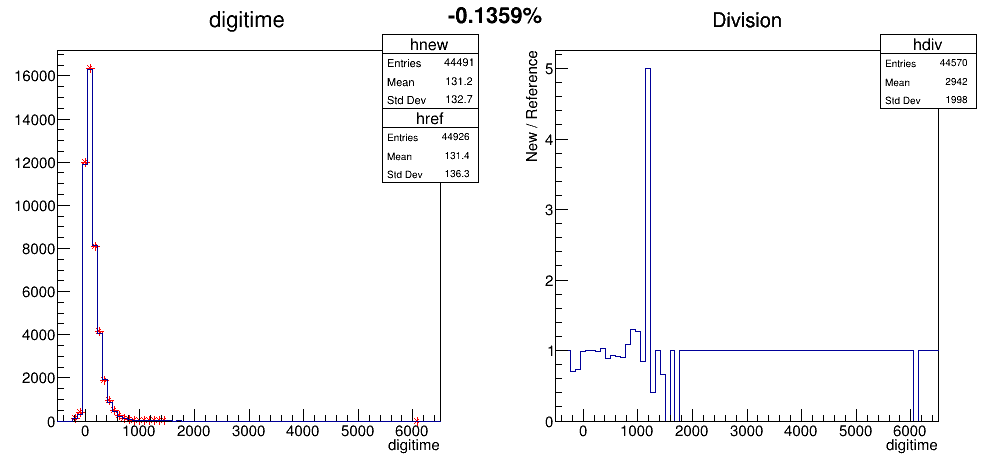 -0.1359%
digitime
hnew
Entries 44491
Mean 131.2
Std Dev 132.7
href
Entries 44926
Mean 131.4
Std Dev 136.3
16000
14000
12000
10000
8000
6000
4000
2000
0
0 1000 2000 3000 4000 5000 6000
digitime
Division
hdiv
Entries 44570
Mean 2942
Std Dev 1998
New / Reference
5
4
3
2
1
0
0 1000 2000 3000 4000 5000 6000
digitime